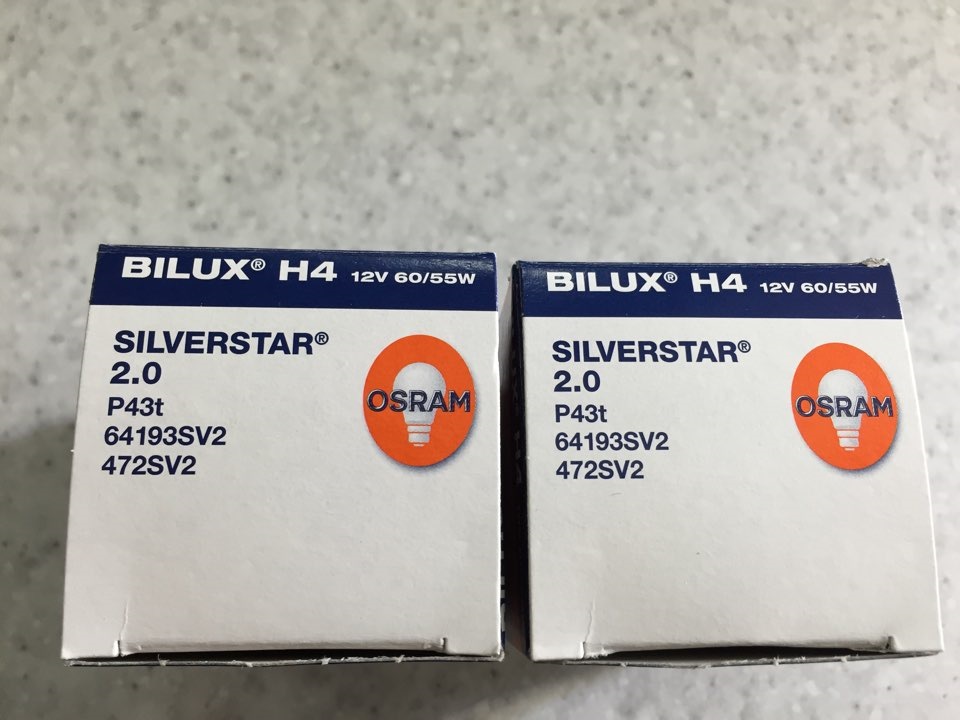 BILUX® H4 12V 60/55W
SILVERSTAR®
2.0
P43t
64193SV2
472SV2
OSRAM
BILUX® H4 12V 60/55W
SILVERSTAR®
2.0
P43t
64193SV2
472SV2
OSRAM